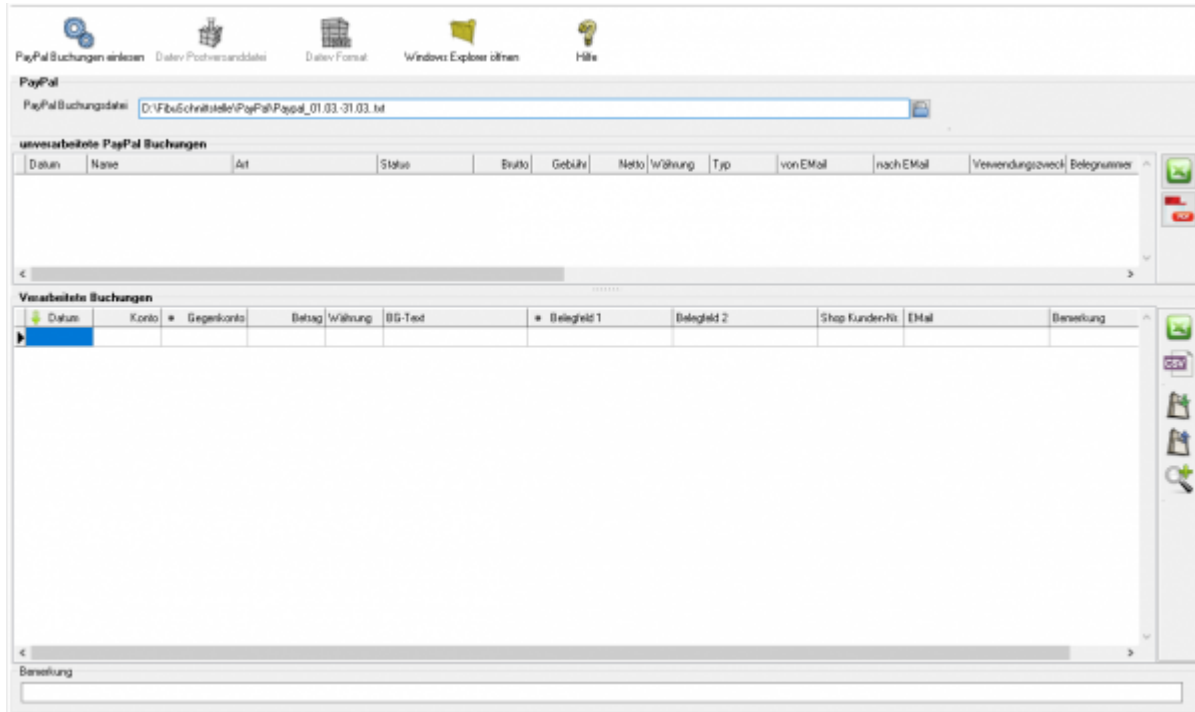 PayPal Buchungen einlesen Datev Postversanddatei Datev Format Windows Explorer öffnen Hilfe
PayPal
PayPal Buchungsdatei D:\FibuSchnittstelle\PayPal\Paypal_01.03.-31.03..txt
unverarbeitete PayPal Buchungen
Datum Name Art Status Brutto Gebühr Netto Währung Typ von EMail nach EMail Verwendungszweck Belegnummer
PDF
Verarbeitete Buchungen
Datum Konto Gegenkonto Betrag Währung BG-Text Belegfeld 1 Belegfeld 2 Shop Kunden-Nr. EMail Bemerkung
CSV
Bemerkung